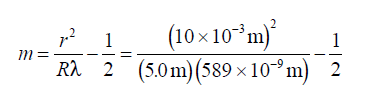 m = r²/Rλ − 1/2 = (10 × 10⁻³ m)²/(5.0 m)(589 × 10⁻⁹ m) − 1/2